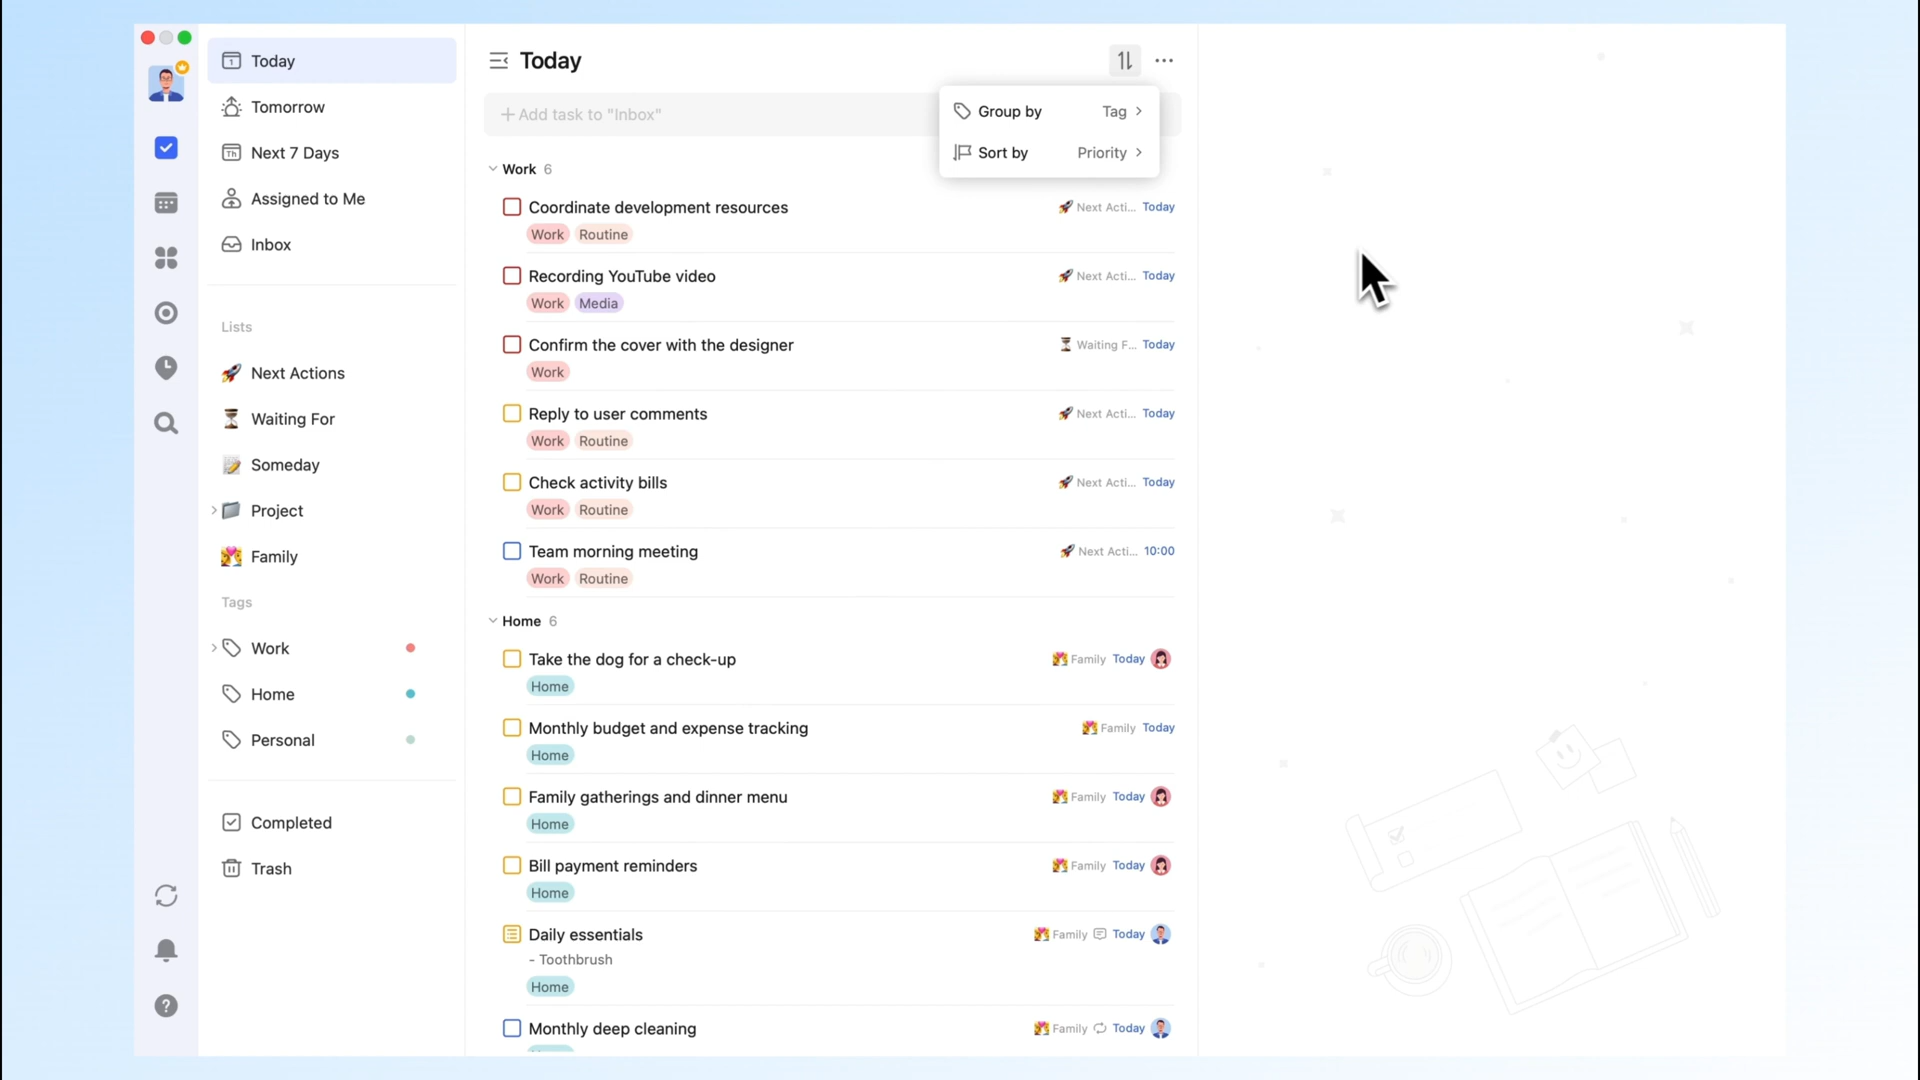 Today
Tomorrow
Th
Next 7 Days
Assigned to Me
Inbox
Lists
Next Actions
Waiting For
Someday
Project
Family
Tags
Work
Home
Personal
Completed
Trash
Today
+ Add task to "Inbox"
Group by Tag
Sort by Priority
Work 6
Coordinate development resources Next Acti... Today
Work Routine
Recording YouTube video Next Acti... Today
Work Media
Confirm the cover with the designer Waiting F... Today
Work
Reply to user comments Next Acti... Today
Work Routine
Check activity bills Next Acti... Today
Work Routine
Team morning meeting Next Acti... 10:00
Work Routine
Home 6
Take the dog for a check-up Family Today
Home
Monthly budget and expense tracking Family Today
Home
Family gatherings and dinner menu Family Today
Home
Bill payment reminders Family Today
Home
Daily essentials Family Today
- Toothbrush
Home
Monthly deep cleaning Family Today